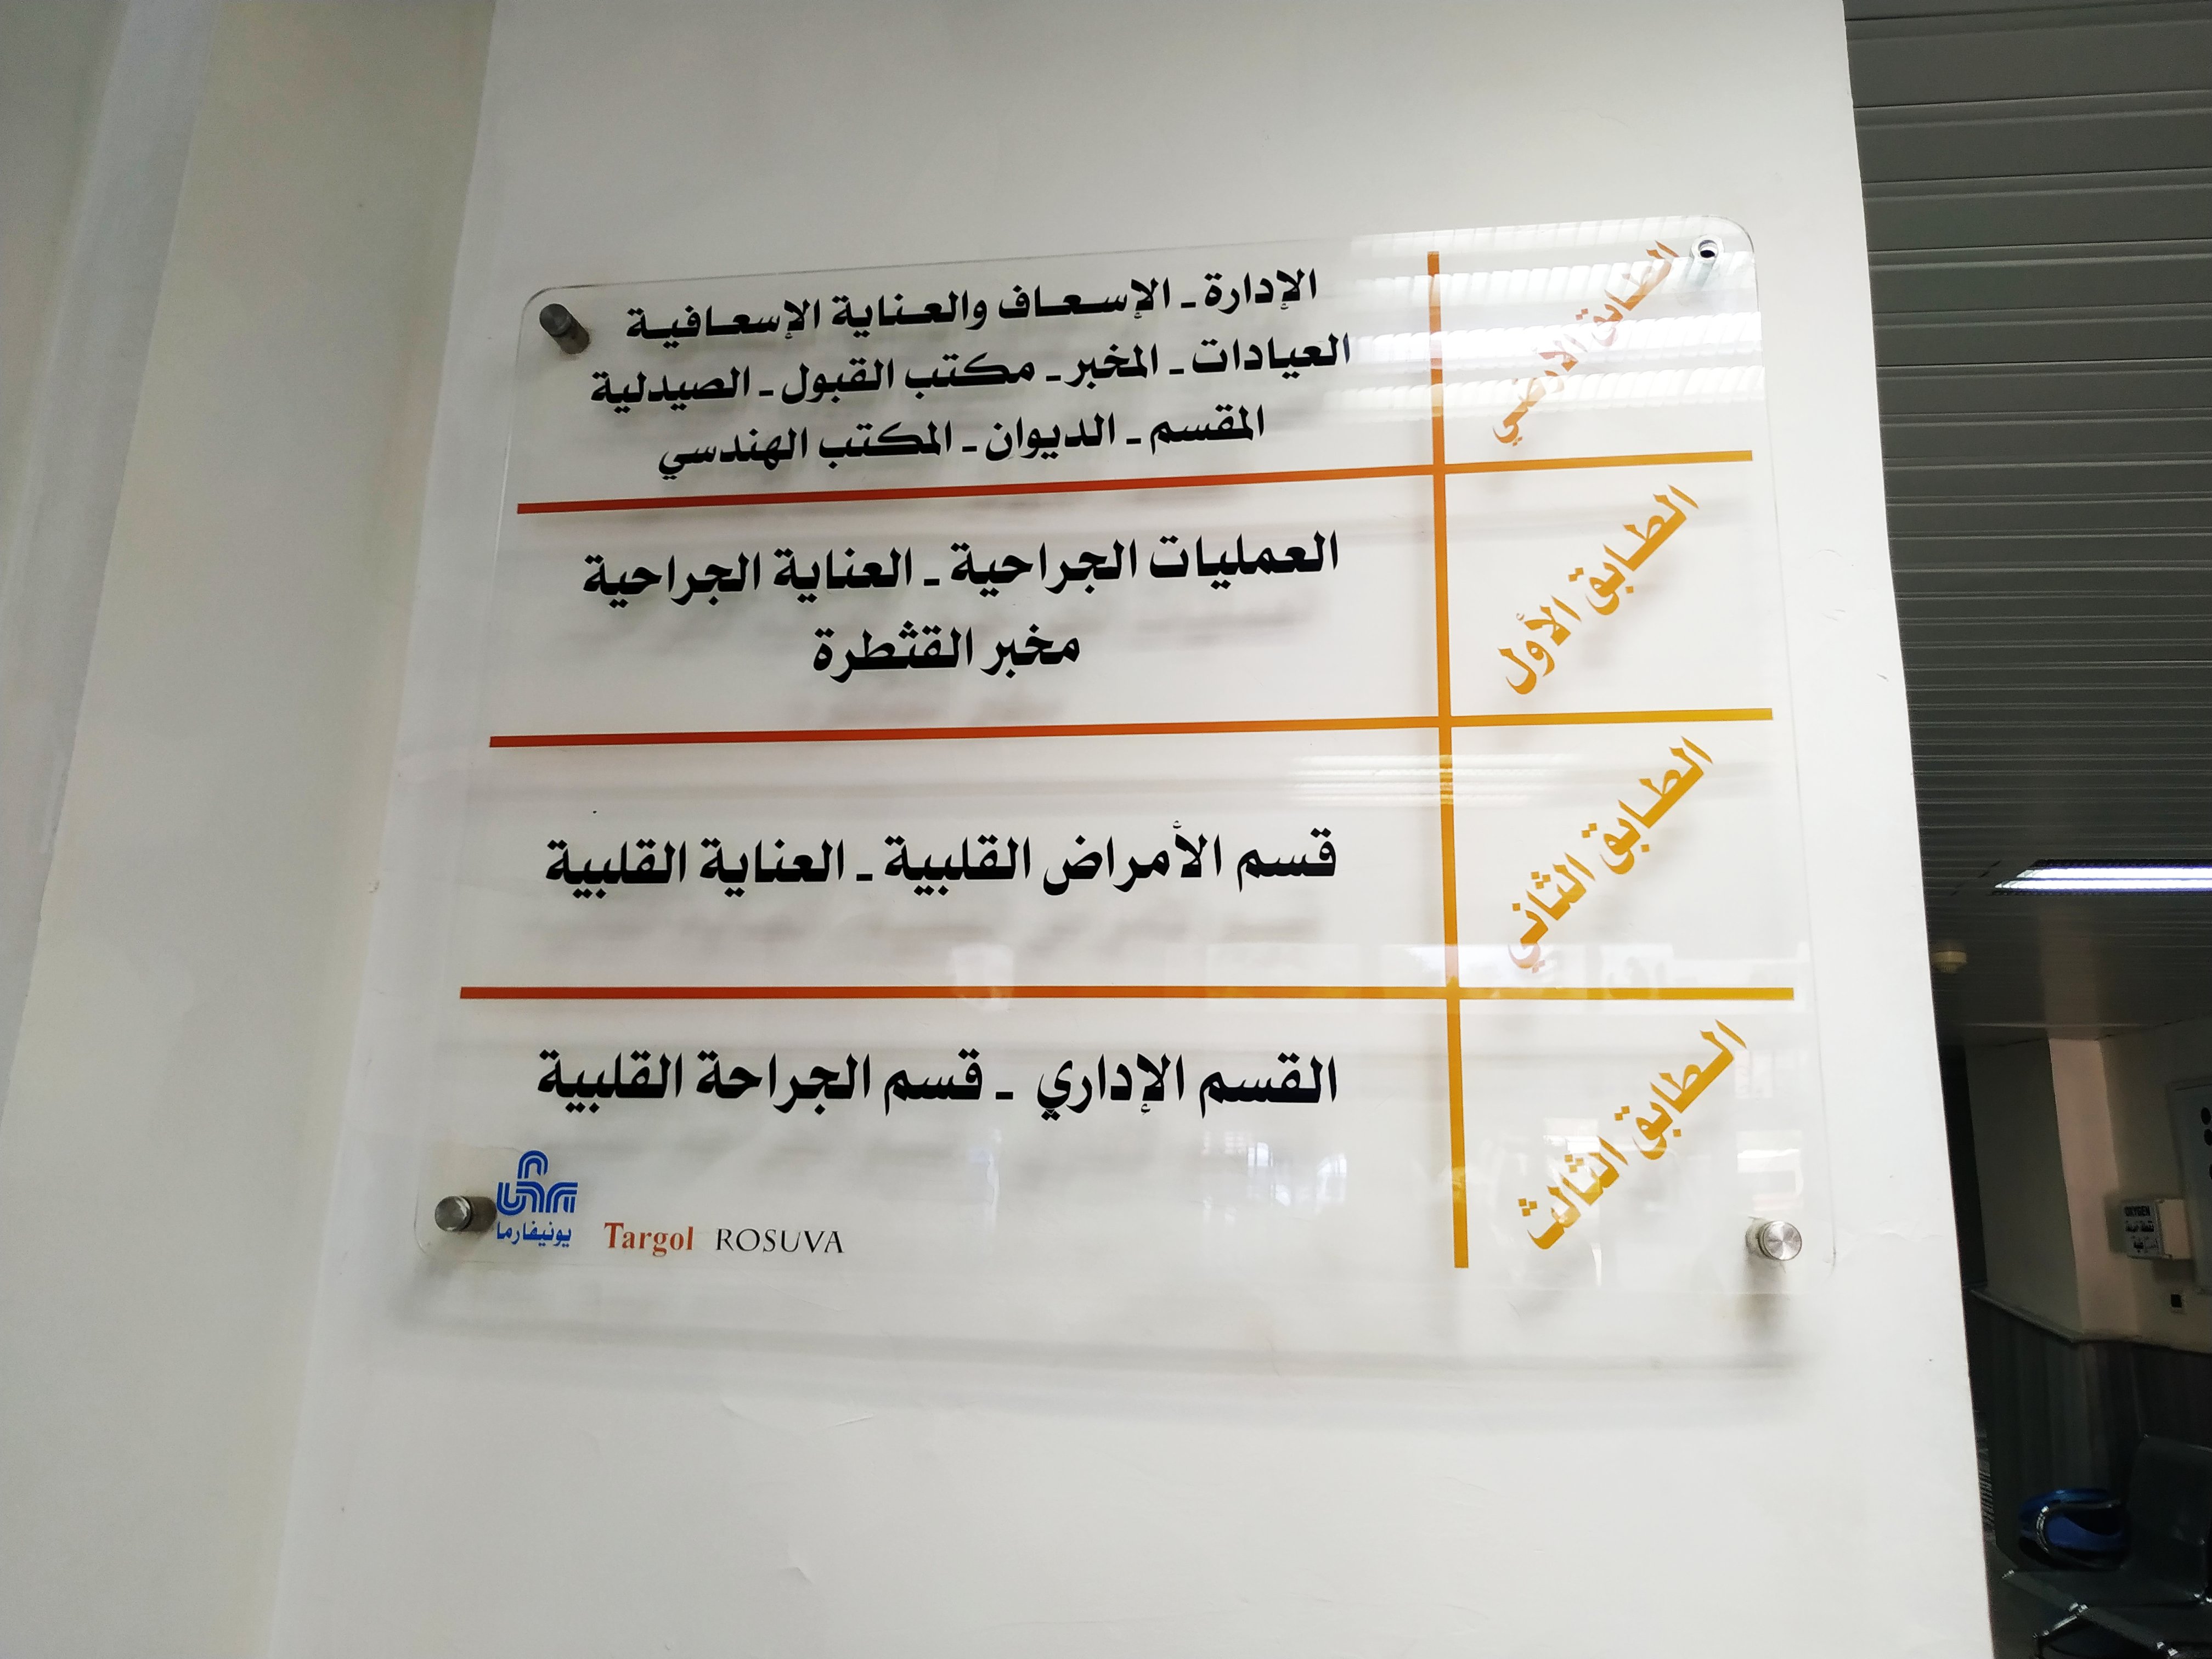 الطابق الارضي
الإدارة ـ الإسعاف والعناية الإسعافية
العيادات ـ المخبر ـ مكتب القبول ـ الصيدلية
المقسم ـ الديوان ـ المكتب الهندسي
الطابق الأول
العمليات الجراحية ـ العناية الجراحية
مخبر القثطرة
الطابق الثاني
قسم الأمراض القلبية ـ العناية القلبية
الطابق الثالث
القسم الإداري ـ قسم الجراحة القلبية
يونيفارما
Targol ROSUVA
OXYGEN